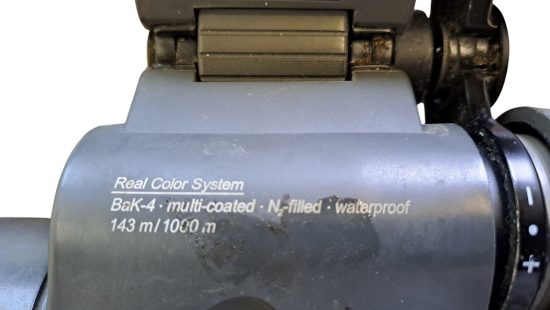 Real Color System
BaK-4 · multi-coated · N₂-filled · waterproof
143 m/1000 m
- • +